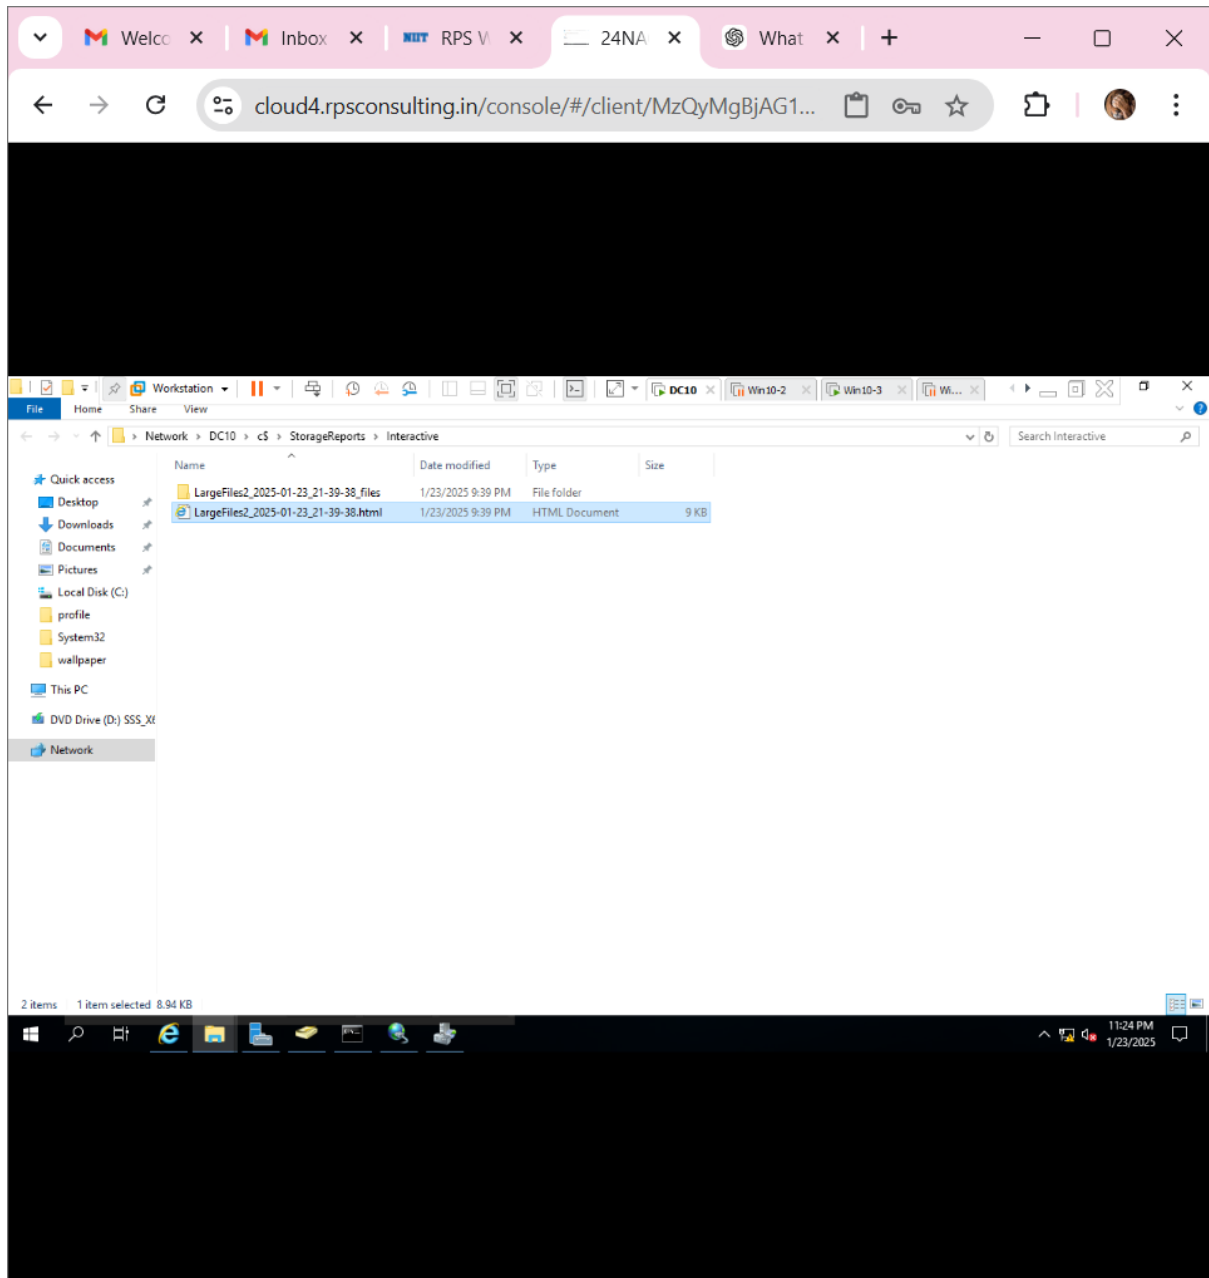 Welco
Inbox
NIIT RPS V
24NA
What
cloud4.rpsconsulting.in/console/#/client/MzQyMgBjAG1...
Workstation
DC10
Win10-2
Win10-3
Wi...
File Home Share View
Network > DC10 > c$ > StorageReports > Interactive
Search Interactive
Name Date modified Type Size
Quick access
Desktop
Downloads
Documents
Pictures
Local Disk (C:)
profile
System32
wallpaper
This PC
DVD Drive (D:) SSS_X6
Network
LargeFiles2_2025-01-23_21-39-38_files 1/23/2025 9:39 PM File folder
LargeFiles2_2025-01-23_21-39-38.html 1/23/2025 9:39 PM HTML Document 9 KB
2 items 1 item selected 8.94 KB
11:24 PM
1/23/2025